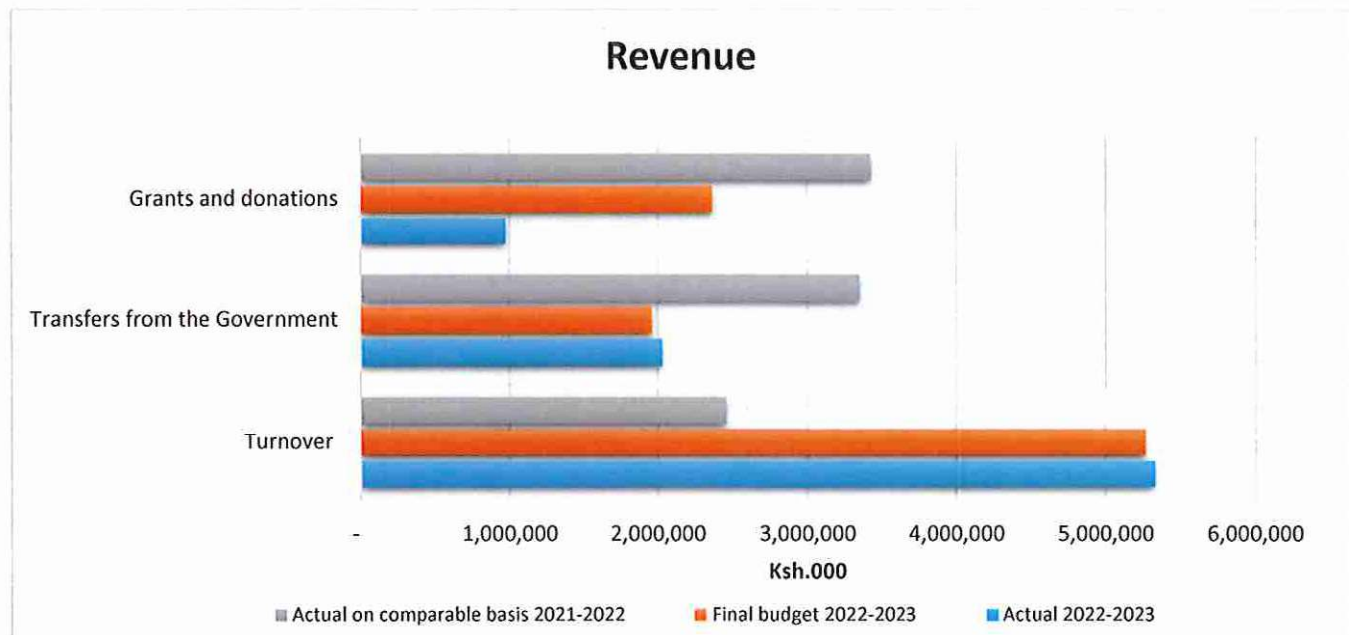 Revenue
Grants and donations
Transfers from the Government
Turnover
- 1,000,000 2,000,000 3,000,000 4,000,000 5,000,000 6,000,000
Ksh.000
Actual on comparable basis 2021-2022 Final budget 2022-2023 Actual 2022-2023